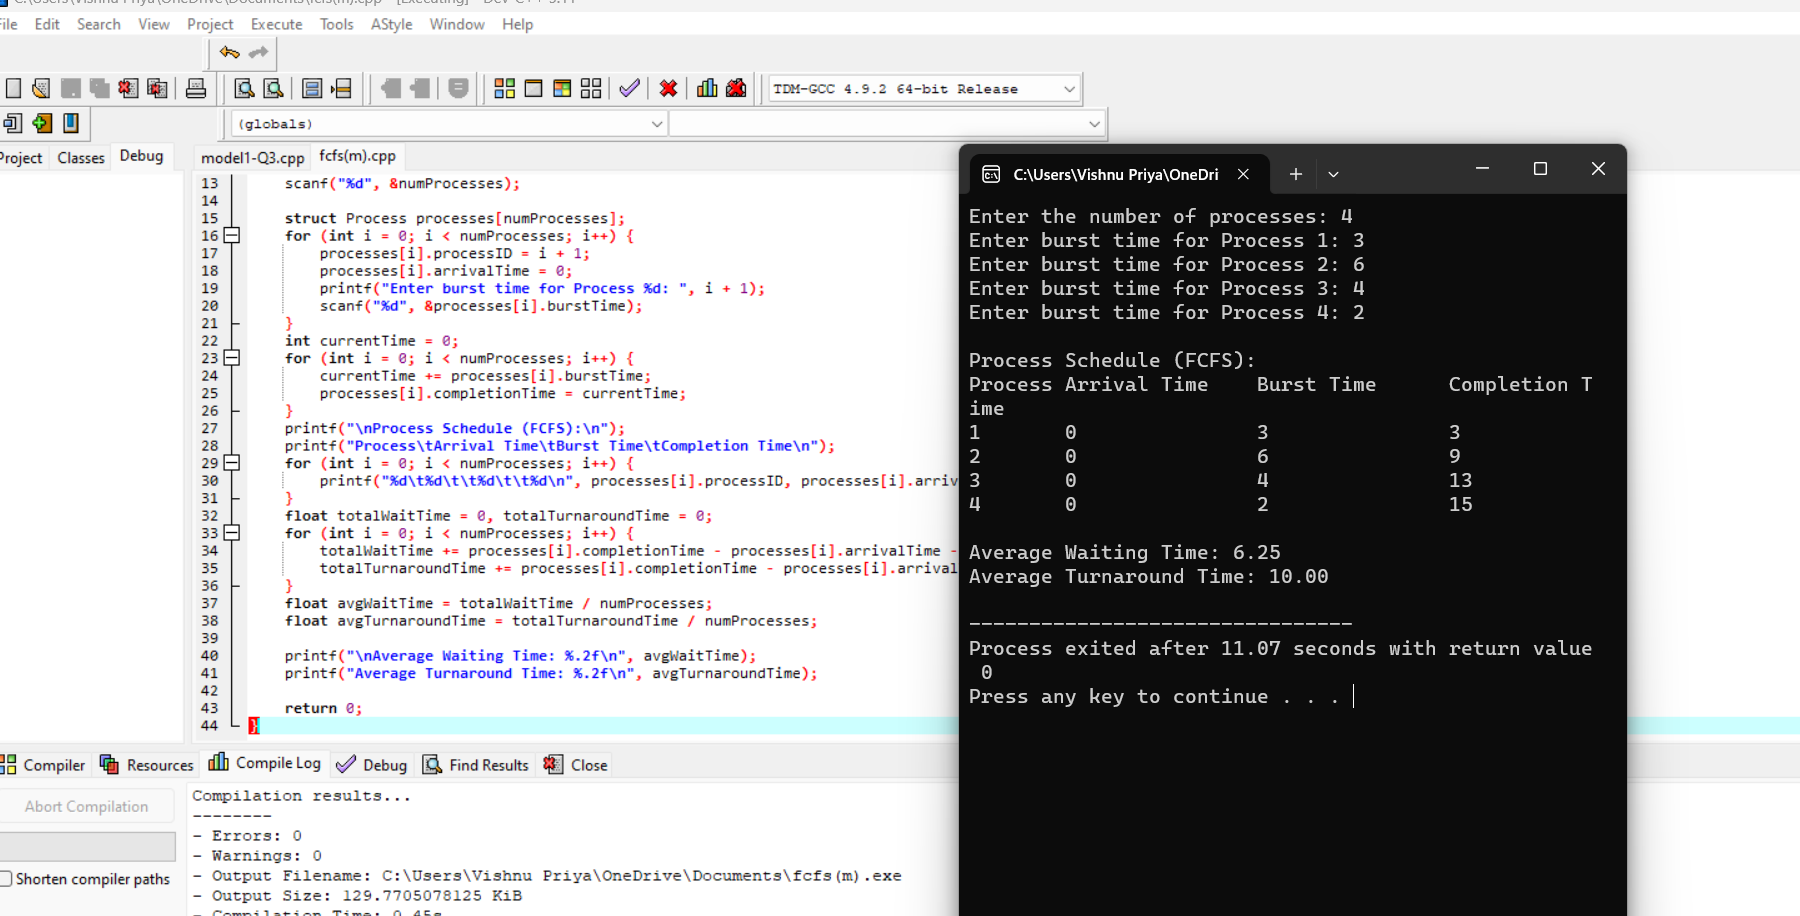 File Edit Search View Project Execute Tools AStyle Window Help
TDM-GCC 4.9.2 64-bit Release
(globals)
Project Classes Debug
model1-Q3.cpp fcfs(m).cpp
13 scanf("%d", &numProcesses);
14
15 struct Process processes[numProcesses];
16 for (int i = 0; i < numProcesses; i++) {
17 processes[i].processID = i + 1;
18 processes[i].arrivalTime = 0;
19 printf("Enter burst time for Process %d: ", i + 1);
20 scanf("%d", &processes[i].burstTime);
21 }
22 int currentTime = 0;
23 for (int i = 0; i < numProcesses; i++) {
24 currentTime += processes[i].burstTime;
25 processes[i].completionTime = currentTime;
26 }
27 printf("\nProcess Schedule (FCFS):\n");
28 printf("Process\tArrival Time\tBurst Time\tCompletion Time\n");
29 for (int i = 0; i < numProcesses; i++) {
30 printf("%d\t%d\t\t%d\t\t%d\n", processes[i].processID, processes[i].arriv
31 }
32 float totalWaitTime = 0, totalTurnaroundTime = 0;
33 for (int i = 0; i < numProcesses; i++) {
34 totalWaitTime += processes[i].completionTime - processes[i].arrivalTime -
35 totalTurnaroundTime += processes[i].completionTime - processes[i].arrival
36 }
37 float avgWaitTime = totalWaitTime / numProcesses;
38 float avgTurnaroundTime = totalTurnaroundTime / numProcesses;
39
40 printf("\nAverage Waiting Time: %.2f\n", avgWaitTime);
41 printf("Average Turnaround Time: %.2f\n", avgTurnaroundTime);
42
43 return 0;
44 }
C:\Users\Vishnu Priya\OneDri
Enter the number of processes: 4
Enter burst time for Process 1: 3
Enter burst time for Process 2: 6
Enter burst time for Process 3: 4
Enter burst time for Process 4: 2
Process Schedule (FCFS):
Process Arrival Time Burst Time Completion T
ime
1 0 3 3
2 0 6 9
3 0 4 13
4 0 2 15
Average Waiting Time: 6.25
Average Turnaround Time: 10.00
--------------------------------
Process exited after 11.07 seconds with return value
0
Press any key to continue . . .
Compiler Resources Compile Log Debug Find Results Close
Abort Compilation
Shorten compiler paths
Compilation results...
--------
- Errors: 0
- Warnings: 0
- Output Filename: C:\Users\Vishnu Priya\OneDrive\Documents\fcfs(m).exe
- Output Size: 129.7705078125 KiB
- Compilation Time: 0.45s